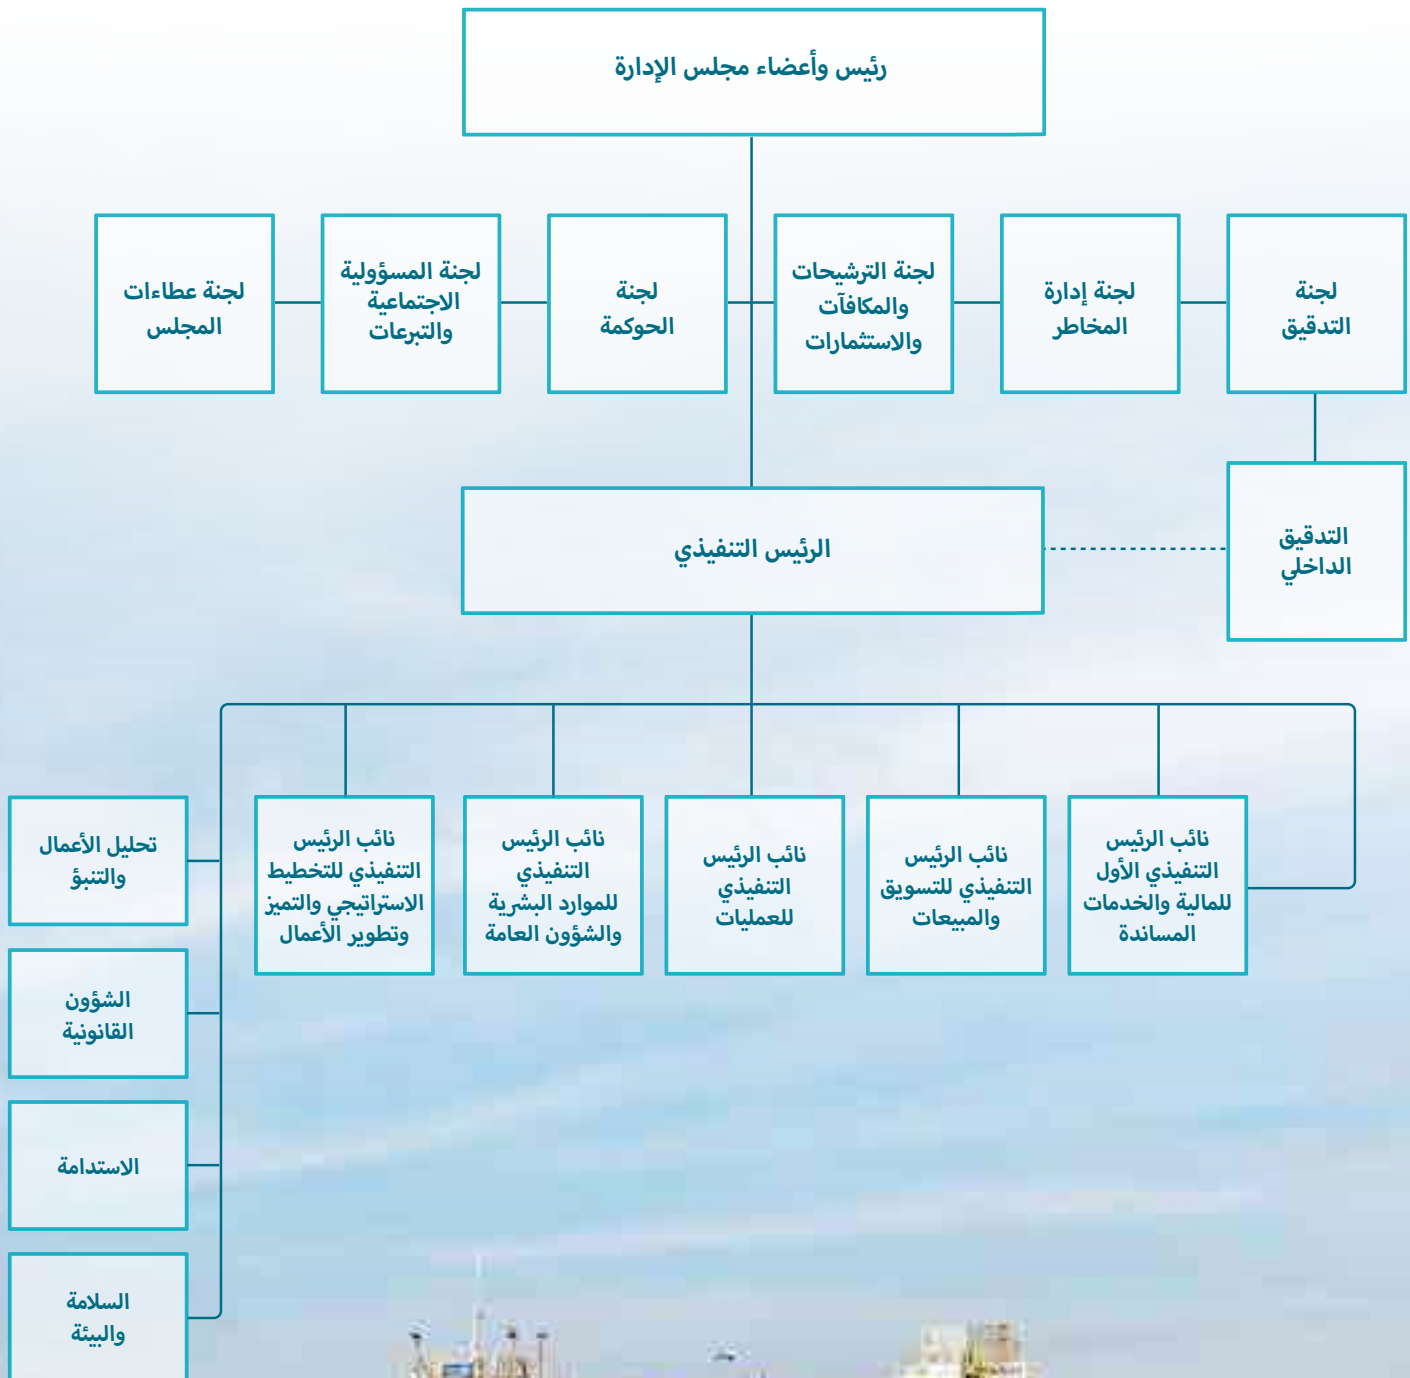 رئيس وأعضاء مجلس الإدارة
لجنة
التدقيق
لجنة إدارة
المخاطر
لجنة الترشيحات
والمكافآت
والاستثمارات
لجنة
الحوكمة
لجنة المسؤولية
الاجتماعية
والتبرعات
لجنة عطاءات
المجلس
التدقيق
الداخلي
الرئيس التنفيذي
نائب الرئيس
التنفيذي الأول
للمالية والخدمات
المساندة
نائب الرئيس
التنفيذي للتسويق
والمبيعات
نائب الرئيس
التنفيذي
للعمليات
نائب الرئيس
التنفيذي
للموارد البشرية
والشؤون العامة
نائب الرئيس
التنفيذي للتخطيط
الاستراتيجي والتميز
وتطوير الأعمال
تحليل الأعمال
والتنبؤ
الشؤون
القانونية
الاستدامة
السلامة
والبيئة